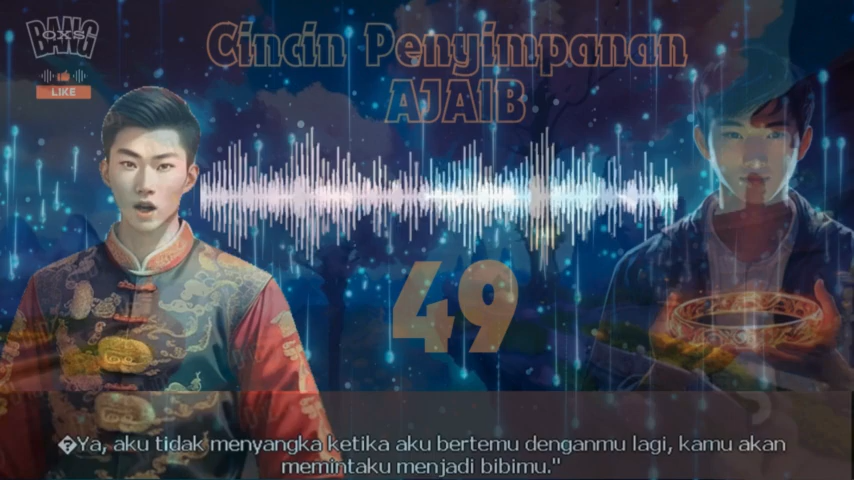 BANG
OXS
LIKE
Cincin Penyimpanan
AJAIB
49
�Ya, aku tidak menyangka ketika aku bertemu denganmu lagi, kamu akan
memintaku menjadi bibimu."